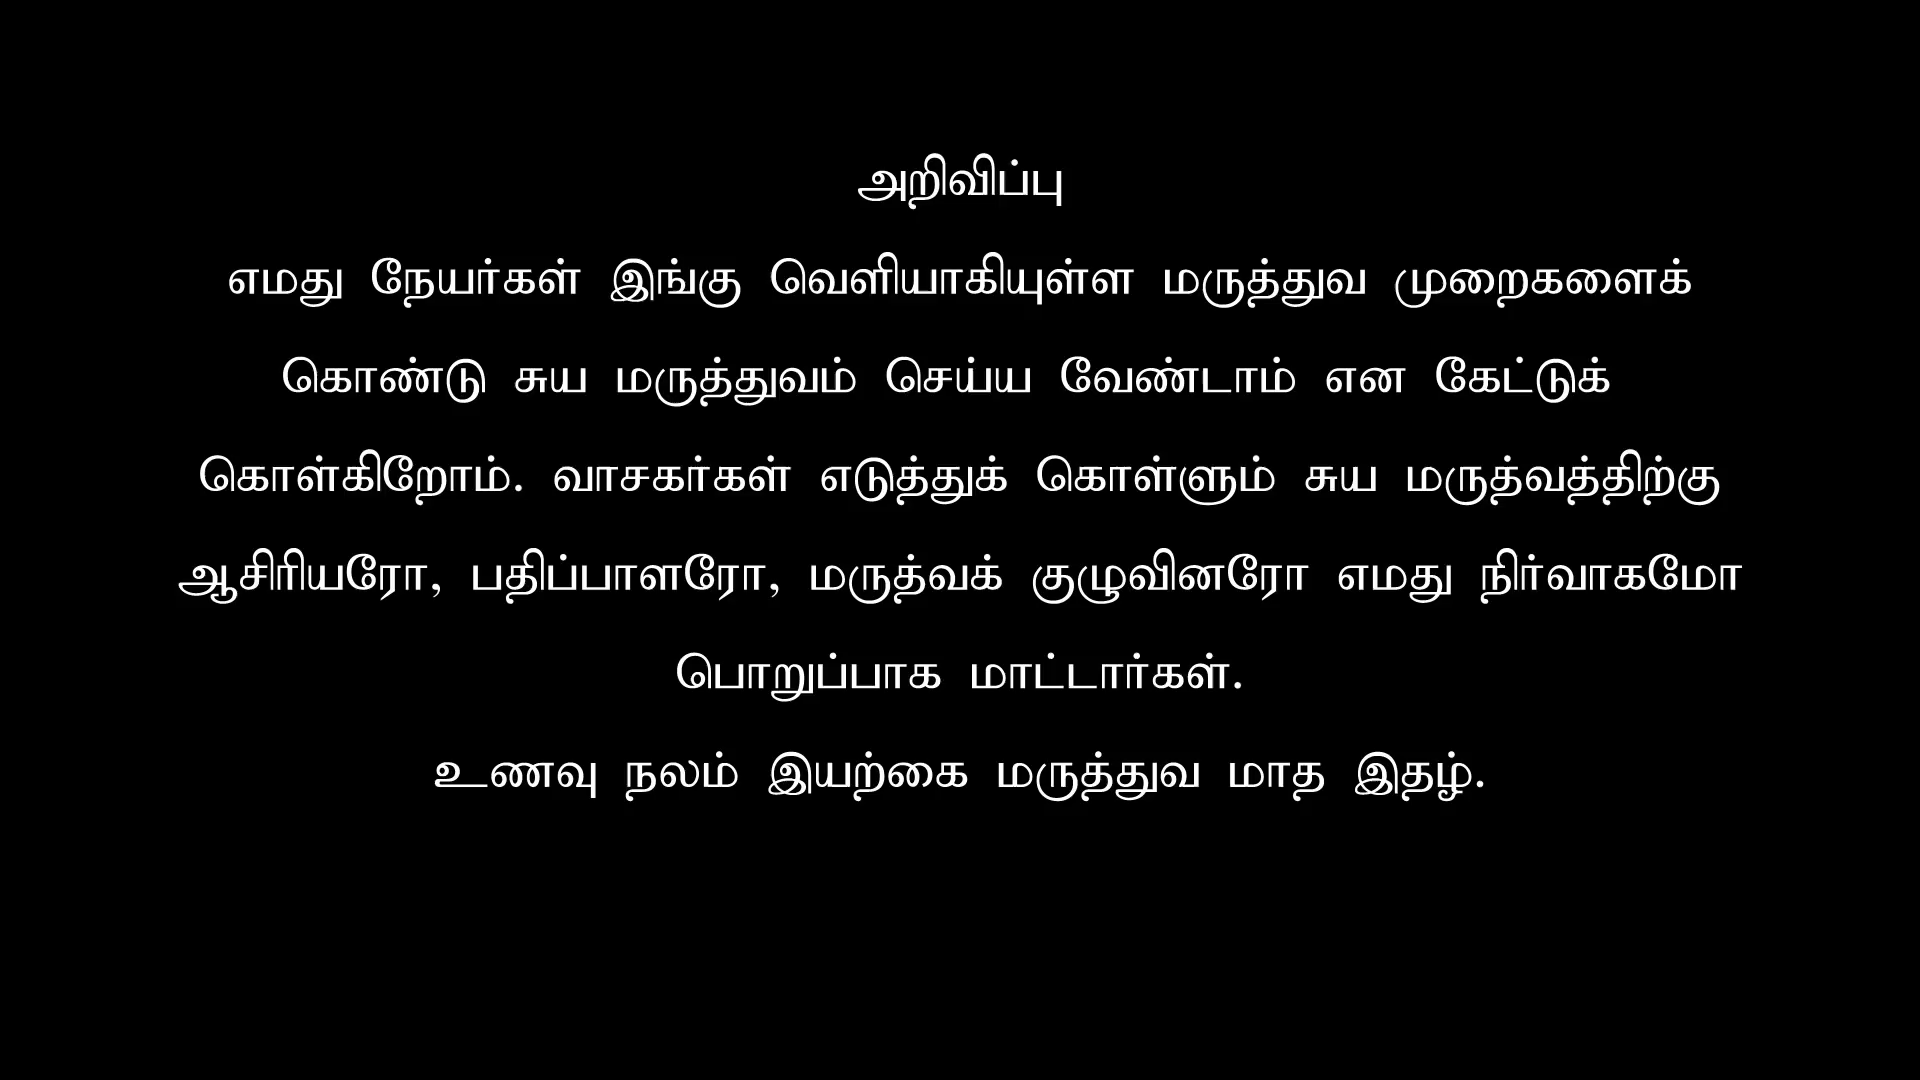 அறிவிப்பு
எமது நேயர்கள் இங்கு வெளியாகியுள்ள மருத்துவ முறைகளைக்
கொண்டு சுய மருத்துவம் செய்ய வேண்டாம் என கேட்டுக்
கொள்கிறோம். வாசகர்கள் எடுத்துக் கொள்ளும் சுய மருத்வத்திற்கு
ஆசிரியரோ, பதிப்பாளரோ, மருத்வக் குழுவினரோ எமது நிர்வாகமோ
பொறுப்பாக மாட்டார்கள்.
உணவு நலம் இயற்கை மருத்துவ மாத இதழ்.